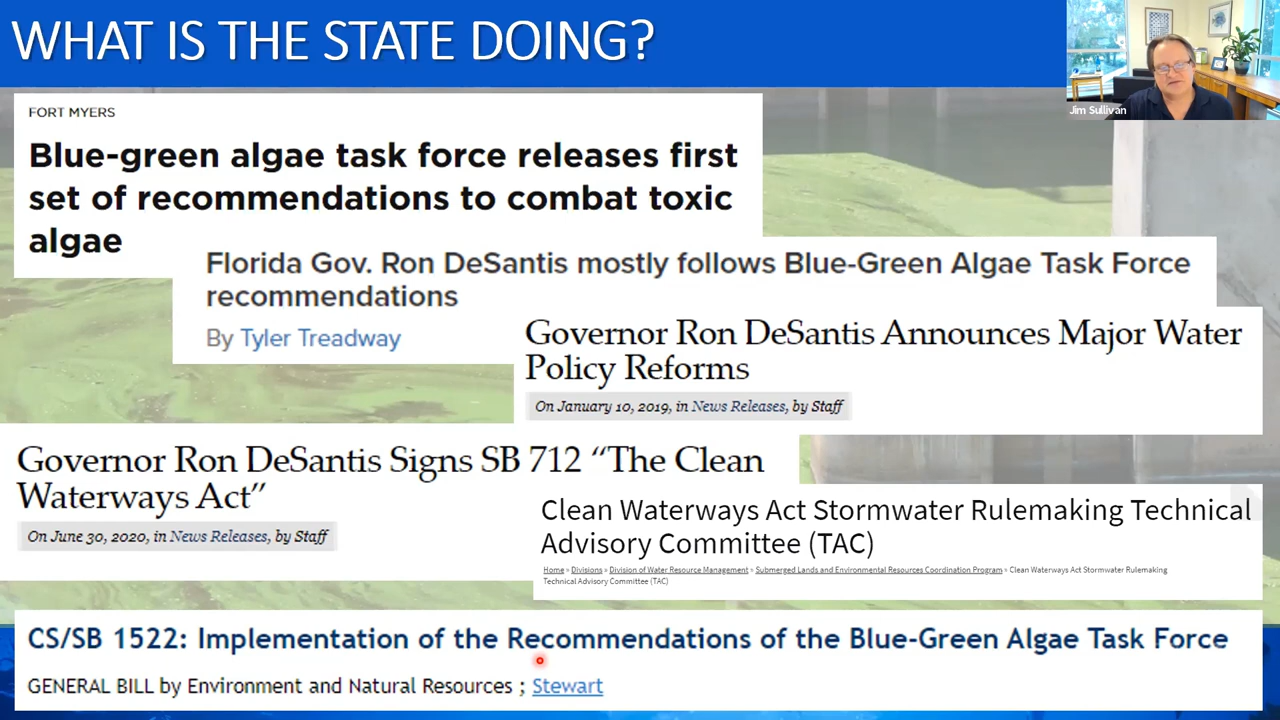 WHAT IS THE STATE DOING?
Jim Sullivan
FORT MYERS
Blue-green algae task force releases first
set of recommendations to combat toxic
algae
Florida Gov. Ron DeSantis mostly follows Blue-Green Algae Task Force
recommendations
By Tyler Treadway
Governor Ron DeSantis Announces Major Water
Policy Reforms
On January 10, 2019, in News Releases, by Staff
Governor Ron DeSantis Signs SB 712 “The Clean
Waterways Act”
On June 30, 2020, in News Releases, by Staff
Clean Waterways Act Stormwater Rulemaking Technical
Advisory Committee (TAC)
Home » Divisions » Division of Water Resource Management » Submerged Lands and Environmental Resources Coordination Program » Clean Waterways Act Stormwater Rulemaking
Technical Advisory Committee (TAC)
CS/SB 1522: Implementation of the Recommendations of the Blue-Green Algae Task Force
GENERAL BILL by Environment and Natural Resources ; Stewart